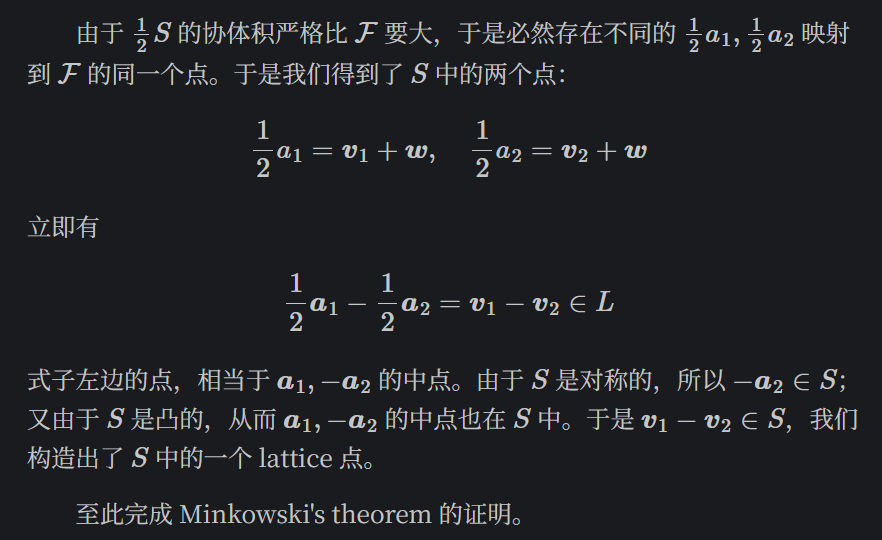 由于 $\frac{1}{2}S$ 的协体积严格比 $\mathcal{F}$ 要大，于是必然存在不同的 $\frac{1}{2}a_1, \frac{1}{2}a_2$ 映射
到 $\mathcal{F}$ 的同一个点。于是我们得到了 $S$ 中的两个点：
$\frac{1}{2}a_1 = \boldsymbol{v}_1 + \boldsymbol{w}, \quad \frac{1}{2}a_2 = \boldsymbol{v}_2 + \boldsymbol{w}$
立即有
$\frac{1}{2}\boldsymbol{a}_1 - \frac{1}{2}\boldsymbol{a}_2 = \boldsymbol{v}_1 - \boldsymbol{v}_2 \in L$
式子左边的点，相当于 $\boldsymbol{a}_1, -\boldsymbol{a}_2$ 的中点。由于 $\boldsymbol{S}$ 是对称的，所以 $-\boldsymbol{a}_2 \in S$；
又由于 $\boldsymbol{S}$ 是凸的，从而 $\boldsymbol{a}_1, -\boldsymbol{a}_2$ 的中点也在 $S$ 中。于是 $\boldsymbol{v}_1 - \boldsymbol{v}_2 \in S$，我们
构造出了 $\boldsymbol{S}$ 中的一个 lattice 点。
至此完成 Minkowski's theorem 的证明。